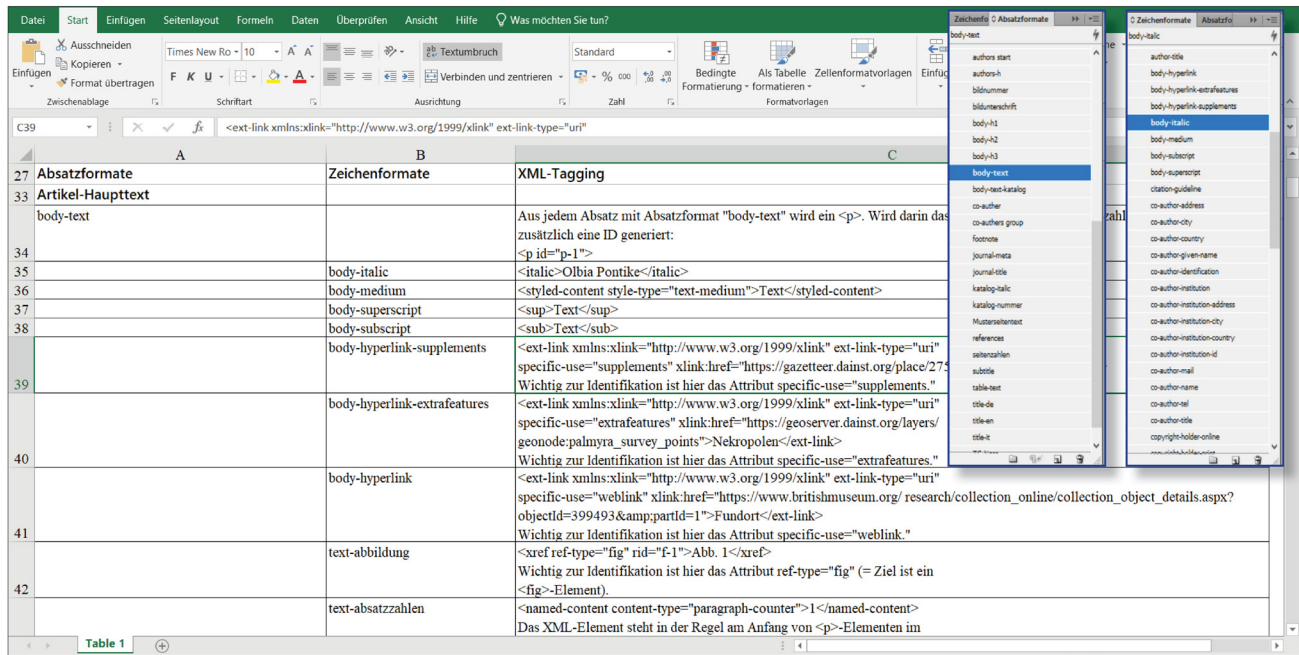 Datei Start Einfügen Seitenlayout Formeln Daten Überprüfen Ansicht Hilfe Was möchten Sie tun?
Einfügen
Ausschneiden
Kopieren
Format übertragen
Zwischenablage
Times New Ro 10
F K U
Schriftart
Textumbruch
Verbinden und zentrieren
Ausrichtung
Standard
% 000
Zahl
Bedingte Formatierung
Als Tabelle formatieren
Zellenformatvorlagen
Formatvorlagen
C39 fx <ext-link xmlns:xlink="http://www.w3.org/1999/xlink" ext-link-type="uri"
A B C
27 Absatzformate Zeichenformate XML-Tagging
33 Artikel-Haupttext
34 body-text Aus jedem Absatz mit Absatzformat "body-text" wird ein <p>. Wird darin das
zusätzlich eine ID generiert:
<p id="p-1">
35 body-italic <italic>Olbia Pontike</italic>
36 body-medium <styled-content style-type="text-medium">Text</styled-content>
37 body-superscript <sup>Text</sup>
38 body-subscript <sub>Text</sub>
39 body-hyperlink-supplements <ext-link xmlns:xlink="http://www.w3.org/1999/xlink" ext-link-type="uri"
specific-use="supplements" xlink:href="https://gazetteer.dainst.org/place/275
Wichtig zur Identifikation ist hier das Attribut specific-use="supplements."
40 body-hyperlink-extrafeatures <ext-link xmlns:xlink="http://www.w3.org/1999/xlink" ext-link-type="uri"
specific-use="extrafeatures" xlink:href="https://geoserver.dainst.org/layers/
geonode:palmyra_survey_points">Nekropolen</ext-link>
Wichtig zur Identifikation ist hier das Attribut specific-use="extrafeatures."
41 body-hyperlink <ext-link xmlns:xlink="http://www.w3.org/1999/xlink" ext-link-type="uri"
specific-use="weblink" xlink:href="https://www.britishmuseum.org/ research/collection_online/collection_object_details.aspx?
objectId=399493&amp;partId=1">Fundort</ext-link>
Wichtig zur Identifikation ist hier das Attribut specific-use="weblink."
42 text-abbildung <xref ref-type="fig" rid="f-1">Abb. 1</xref>
Wichtig zur Identifikation ist hier das Attribut ref-type="fig" (= Ziel ist ein
<fig>-Element).
text-absatzzahlen <named-content content-type="paragraph-counter">1</named-content>
Das XML-Element steht in der Regel am Anfang von <p>-Elementen im
Table 1
Zeichenfo Absatzformate
body-text
authors start
authors-h
bildnummer
bildunterschrift
body-h1
body-h2
body-h3
body-text
body-text-katalog
co-auther
co-authers group
footnote
journal-meta
journal-title
katalog-italic
katalog-nummer
Musterseitentext
references
seitenzahlen
subtitle
table-text
title-de
title-en
title-it
Zeichenformate Absatzfo
body-italic
author-title
body-hyperlink
body-hyperlink-extrafeatures
body-hyperlink-supplements
body-italic
body-medium
body-subscript
body-superscript
citation-guideline
co-author-address
co-author-city
co-author-country
co-author-given-name
co-author-identification
co-author-institution
co-author-institution-address
co-author-institution-city
co-author-institution-country
co-author-institution-id
co-author-mail
co-author-name
co-author-tel
co-author-title
copyright-holder-online